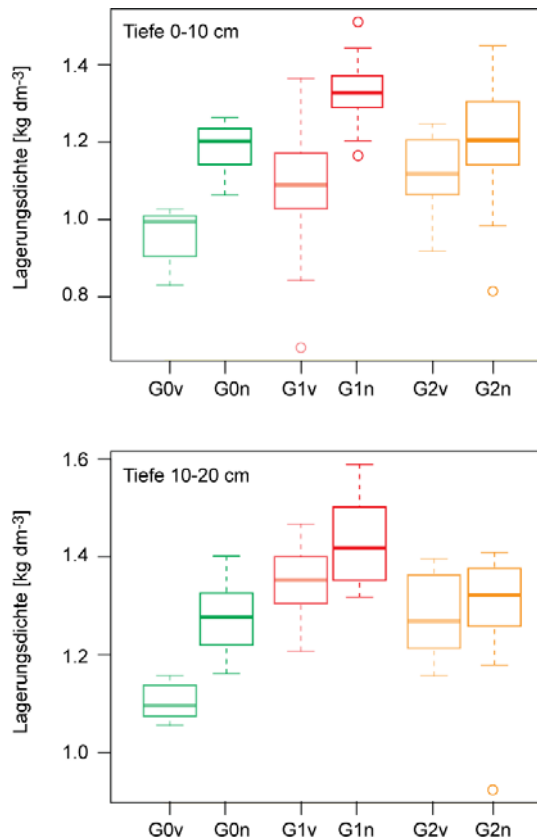 Tiefe 0-10 cm
Lagerungsdichte [kg dm-3]
1.4
1.2
1.0
0.8
G0v G0n G1v G1n G2v G2n
Tiefe 10-20 cm
Lagerungsdichte [kg dm-3]
1.6
1.4
1.2
1.0
G0v G0n G1v G1n G2v G2n